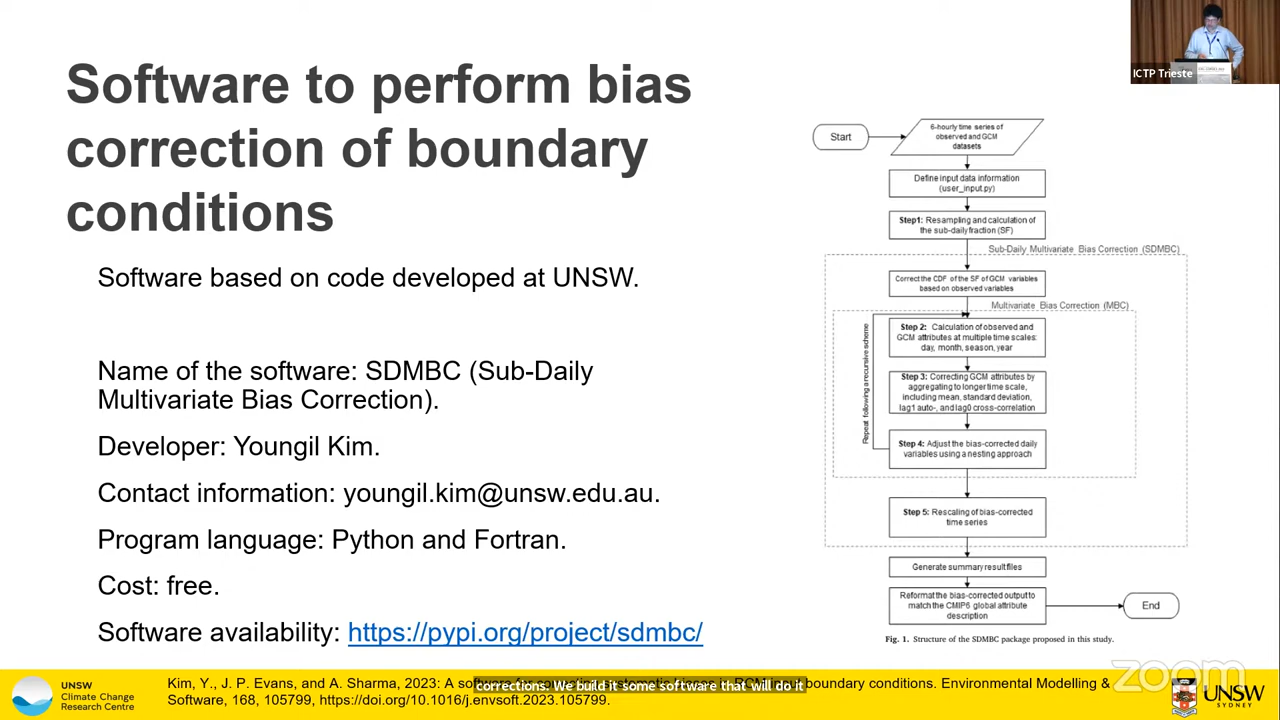 ICTP Trieste
Software to perform bias
correction of boundary
conditions
Software based on code developed at UNSW.
Name of the software: SDMBC (Sub-Daily
Multivariate Bias Correction).
Developer: Youngil Kim.
Contact information: youngil.kim@unsw.edu.au.
Program language: Python and Fortran.
Cost: free.
Software availability: https://pypi.org/project/sdmbc/
Start
6-hourly time series of
observed and GCM
datasets
Define input data information
(user_input.py)
Step1: Resampling and calculation of
the sub-daily fraction (SF)
Sub-Daily Multivariate Bias Correction (SDMBC)
Correct the CDF of the SF of GCM variables
based on observed variables
Multivariate Bias Correction (MBC)
Repeat following a recursive scheme
Step 2: Calculation of observed and
GCM attributes at multiple time scales:
day, month, season, year
Step 3: Correcting GCM attributes by
aggregating to longer time scale,
including mean, standard deviation,
lag1 auto-, and lag0 cross-correlation
Step 4: Adjust the bias-corrected daily
variables using a nesting approach
Step 5: Rescaling of bias-corrected
time series
Generate summary result files
Reformat the bias-corrected output to
match the CMIP6 global attribute
description
End
Fig. 1. Structure of the SDMBC package proposed in this study.
UNSW
Climate Change
Research Centre
Kim, Y., J. P. Evans, and A. Sharma, 2023: A software boundary conditions. Environmental Modelling &
Software, 168, 105799, https://doi.org/10.1016/j.envsoft.2023.105799.
corrections. We build it some software that will do it
zoom
UNSW
SYDNEY